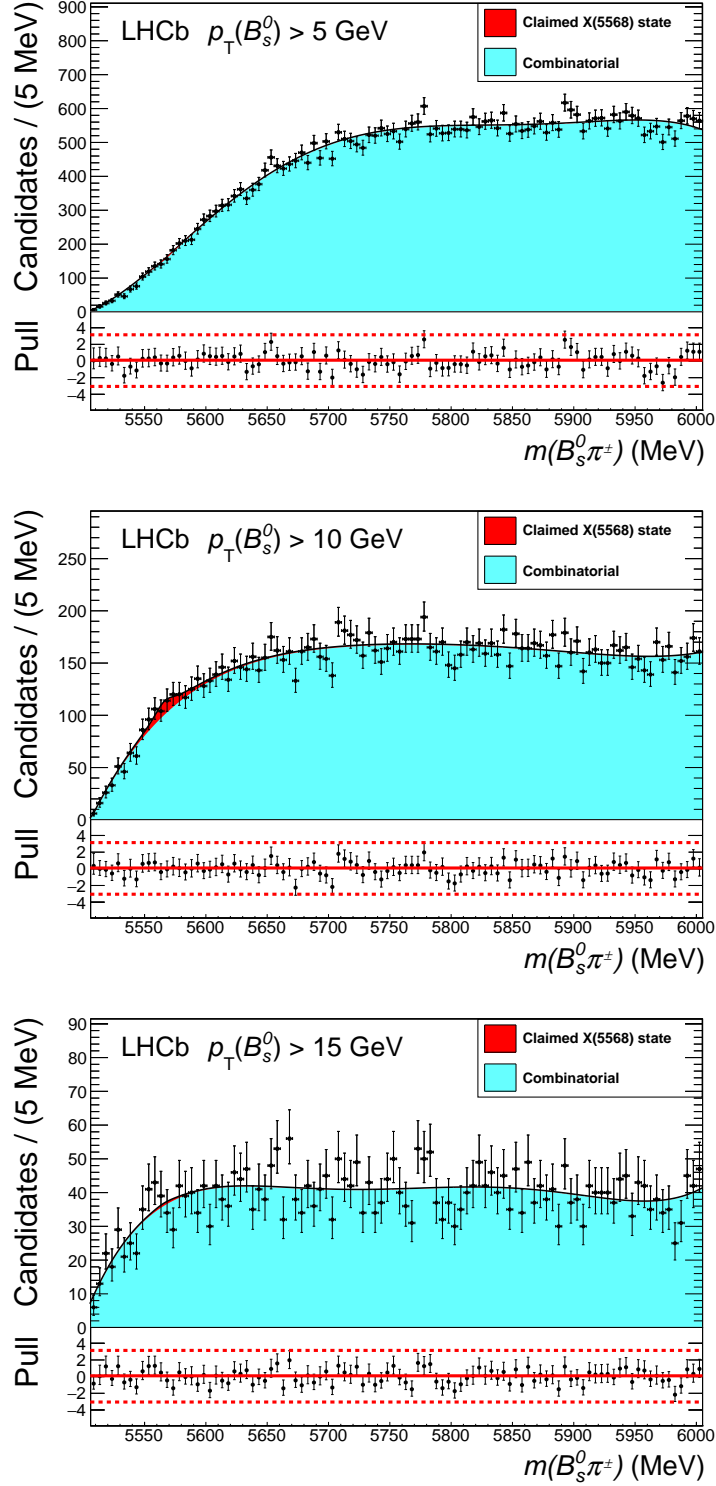 LHCb p_T(B_s^0) > 5 GeV
Claimed X(5568) state
Combinatorial
Candidates / (5 MeV)
900
800
700
600
500
400
300
200
100
0
Pull
4
2
0
−2
−4
5550 5600 5650 5700 5750 5800 5850 5900 5950 6000
m(B_s^0π^±) (MeV)
LHCb p_T(B_s^0) > 10 GeV
Claimed X(5568) state
Combinatorial
Candidates / (5 MeV)
250
200
150
100
50
0
Pull
4
2
0
−2
−4
5550 5600 5650 5700 5750 5800 5850 5900 5950 6000
m(B_s^0π^±) (MeV)
LHCb p_T(B_s^0) > 15 GeV
Claimed X(5568) state
Combinatorial
Candidates / (5 MeV)
90
80
70
60
50
40
30
20
10
0
Pull
4
2
0
−2
−4
5550 5600 5650 5700 5750 5800 5850 5900 5950 6000
m(B_s^0π^±) (MeV)